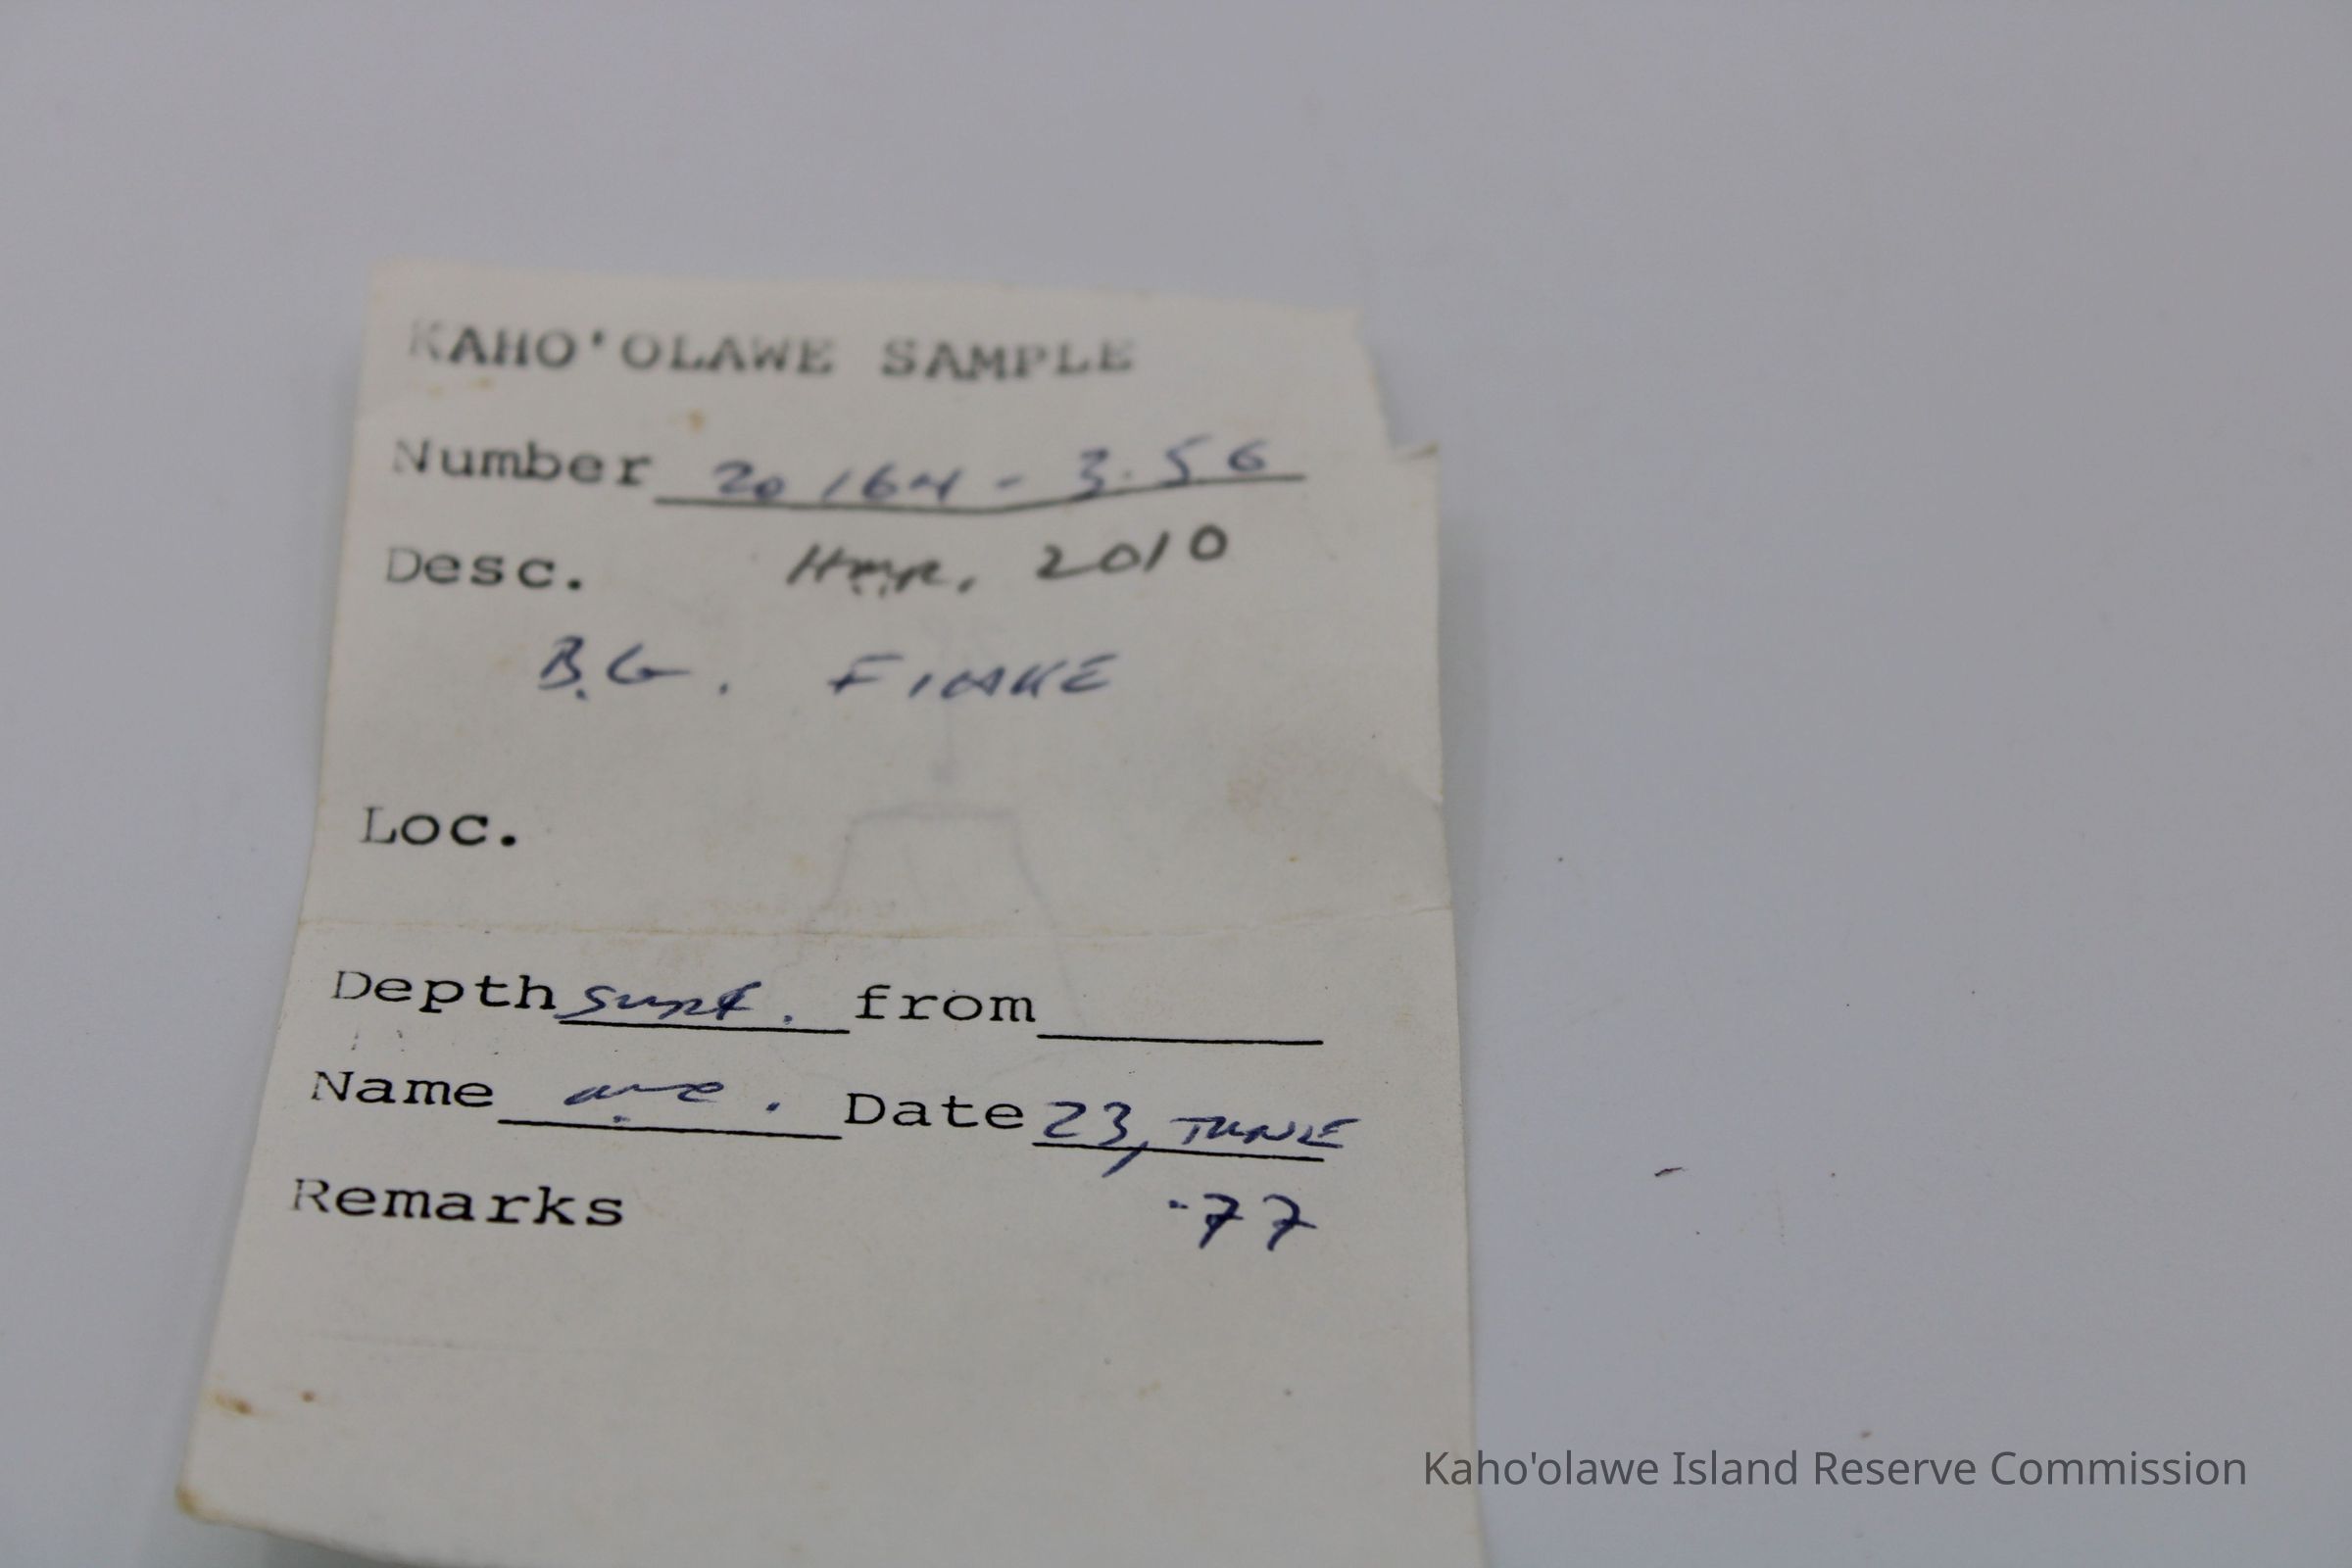 KAHO'OLAWE SAMPLE
Number 20164 - 3.56
Desc. 2010
B.G. FLAKE
Loc.
Depth surf. from
Name Date 23, JUNE
Remarks .77
Kaho'olawe Island Reserve Commission